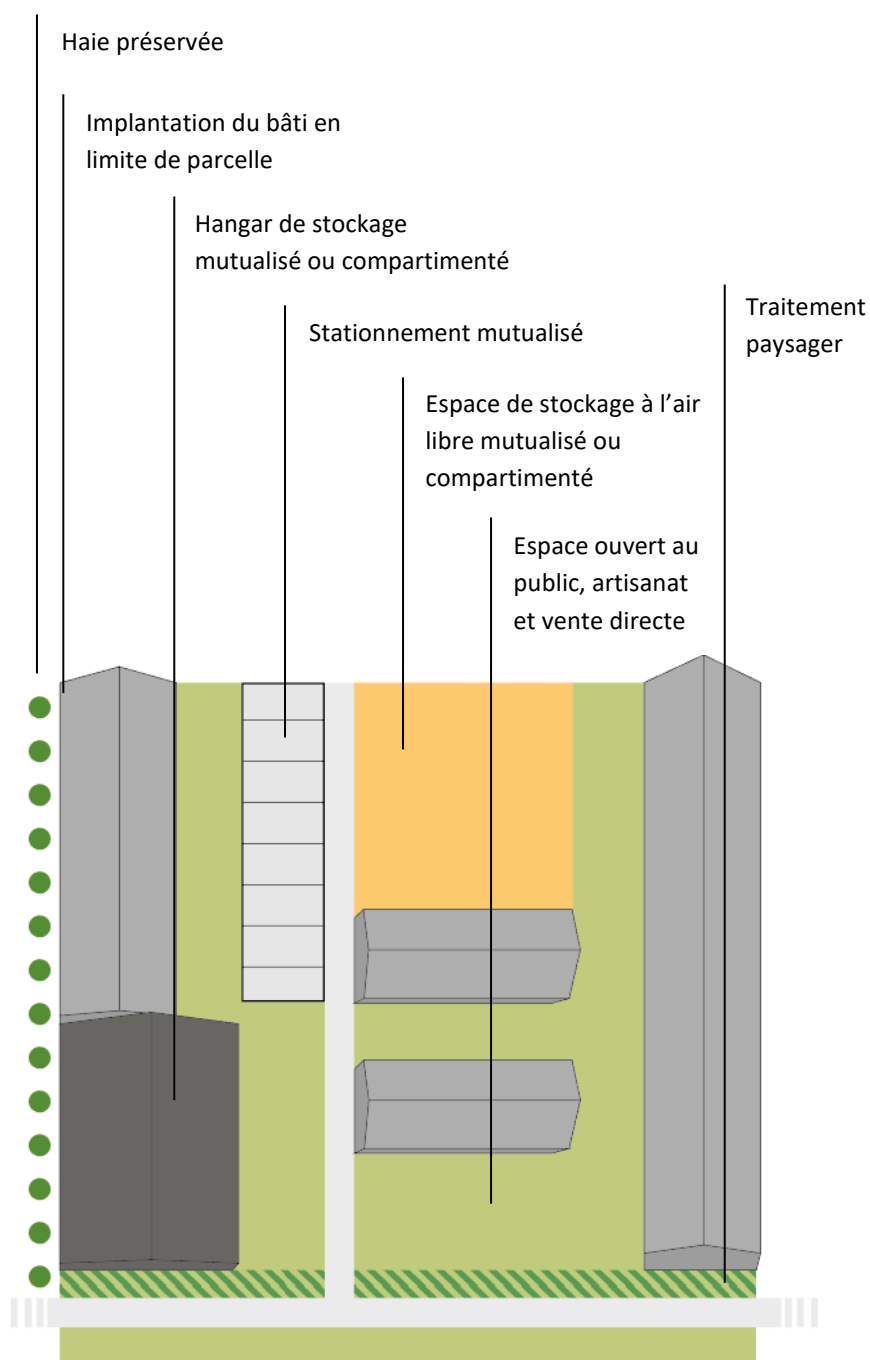 Haie préservée
Implantation du bâti en
limite de parcelle
Hangar de stockage
mutualisé ou compartimenté
Stationnement mutualisé
Traitement
paysager
Espace de stockage à l’air
libre mutualisé ou
compartimenté
Espace ouvert au
public, artisanat
et vente directe